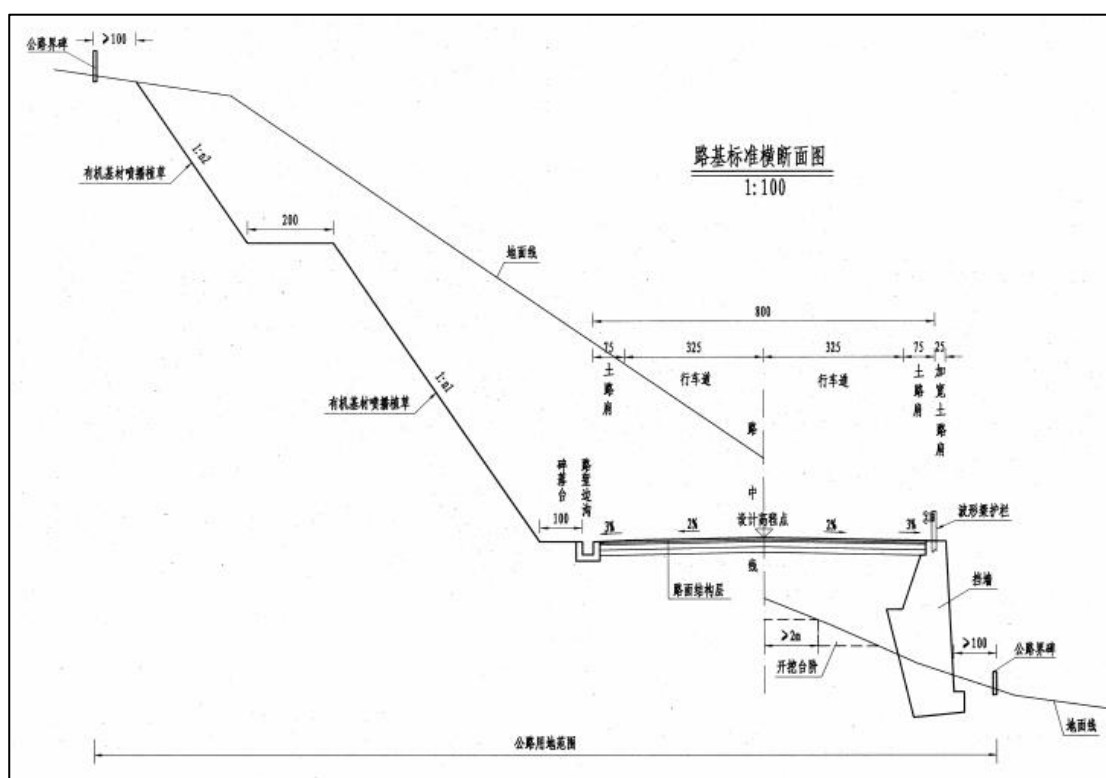 ≥100
公路界碑
路基标准横断面图
1:100
1:n2
有机基材喷播植草
200
地面线
800
75
325
325
75
25
土路肩
行车道
行车道
土路肩
加宽土路肩
1:n1
有机基材喷播植草
碎落台
路堑边沟
路中线
100
3%
2%
设计高程点
2%
3%
波形梁护栏
路面结构层
挡墙
≥2m
≥100
公路界碑
开挖台阶
地面线
公路用地范围